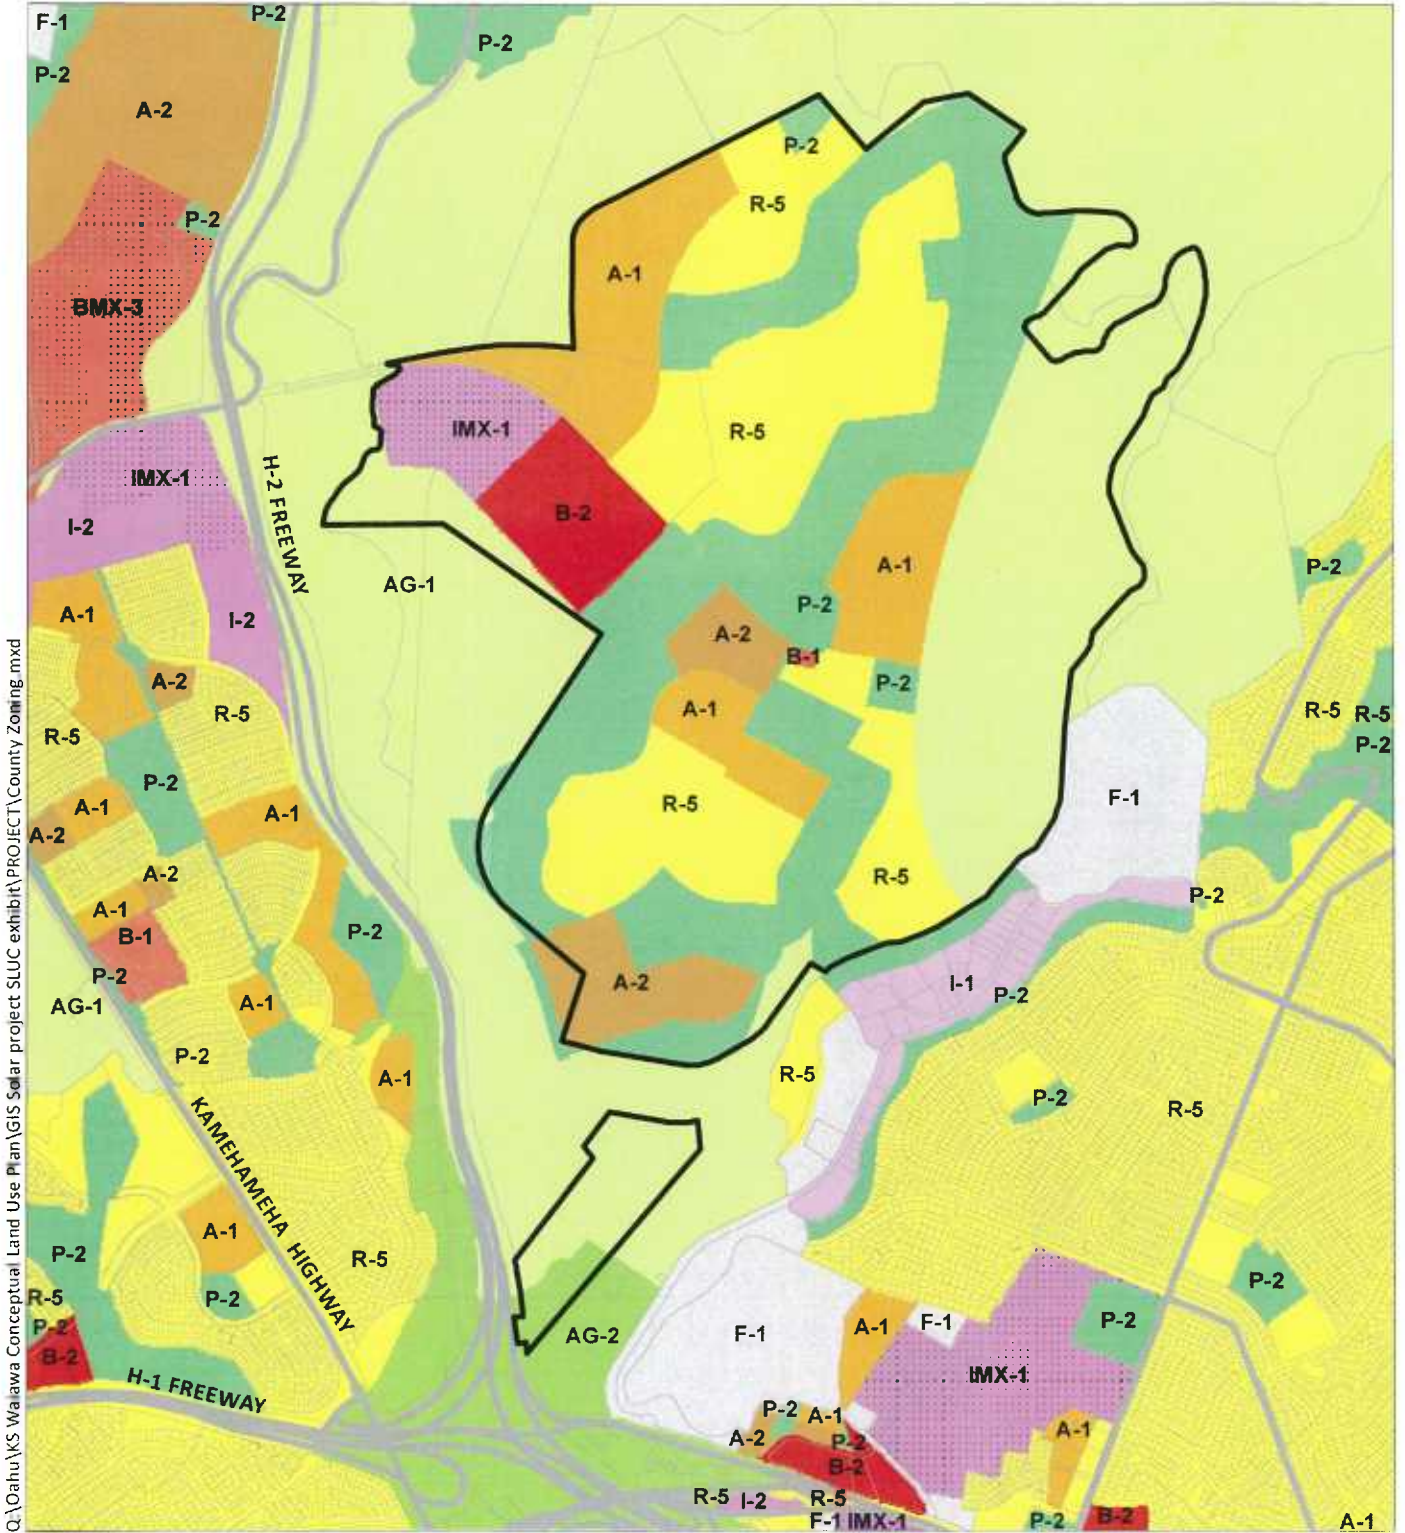 F-1
P-2
P-2
P-2
A-2
P-2
P-2
R-5
A-1
BMX-3
IMX-1
R-5
IMX-1
H-2 FREEWAY
I-2
B-2
AG-1
A-1
P-2
P-2
A-1
I-2
A-2
B-1
A-2
P-2
R-5
A-1
R-5
R-5
R-5
P-2
R-5
P-2
A-1
R-5
F-1
A-1
A-2
A-2
R-5
P-2
A-1
B-1
P-2
P-2
A-2
I-1
P-2
AG-1
A-1
P-2
A-1
R-5
P-2
R-5
KAMEHAMEHA HIGHWAY
A-1
P-2
R-5
P-2
R-5
P-2
P-2
B-2
AG-2
F-1
A-1
F-1
P-2
IMX-1
H-1 FREEWAY
P-2
A-1
A-1
A-2
P-2
B-2
R-5
I-2
R-5
F-1
IMX-1
P-2
B-2
A-1
Q:\Oahu\KS Waiawa Conceptual Land Use Plan\GIS Solar project SLUC exhibit\PROJECT\County Zoning.mxd